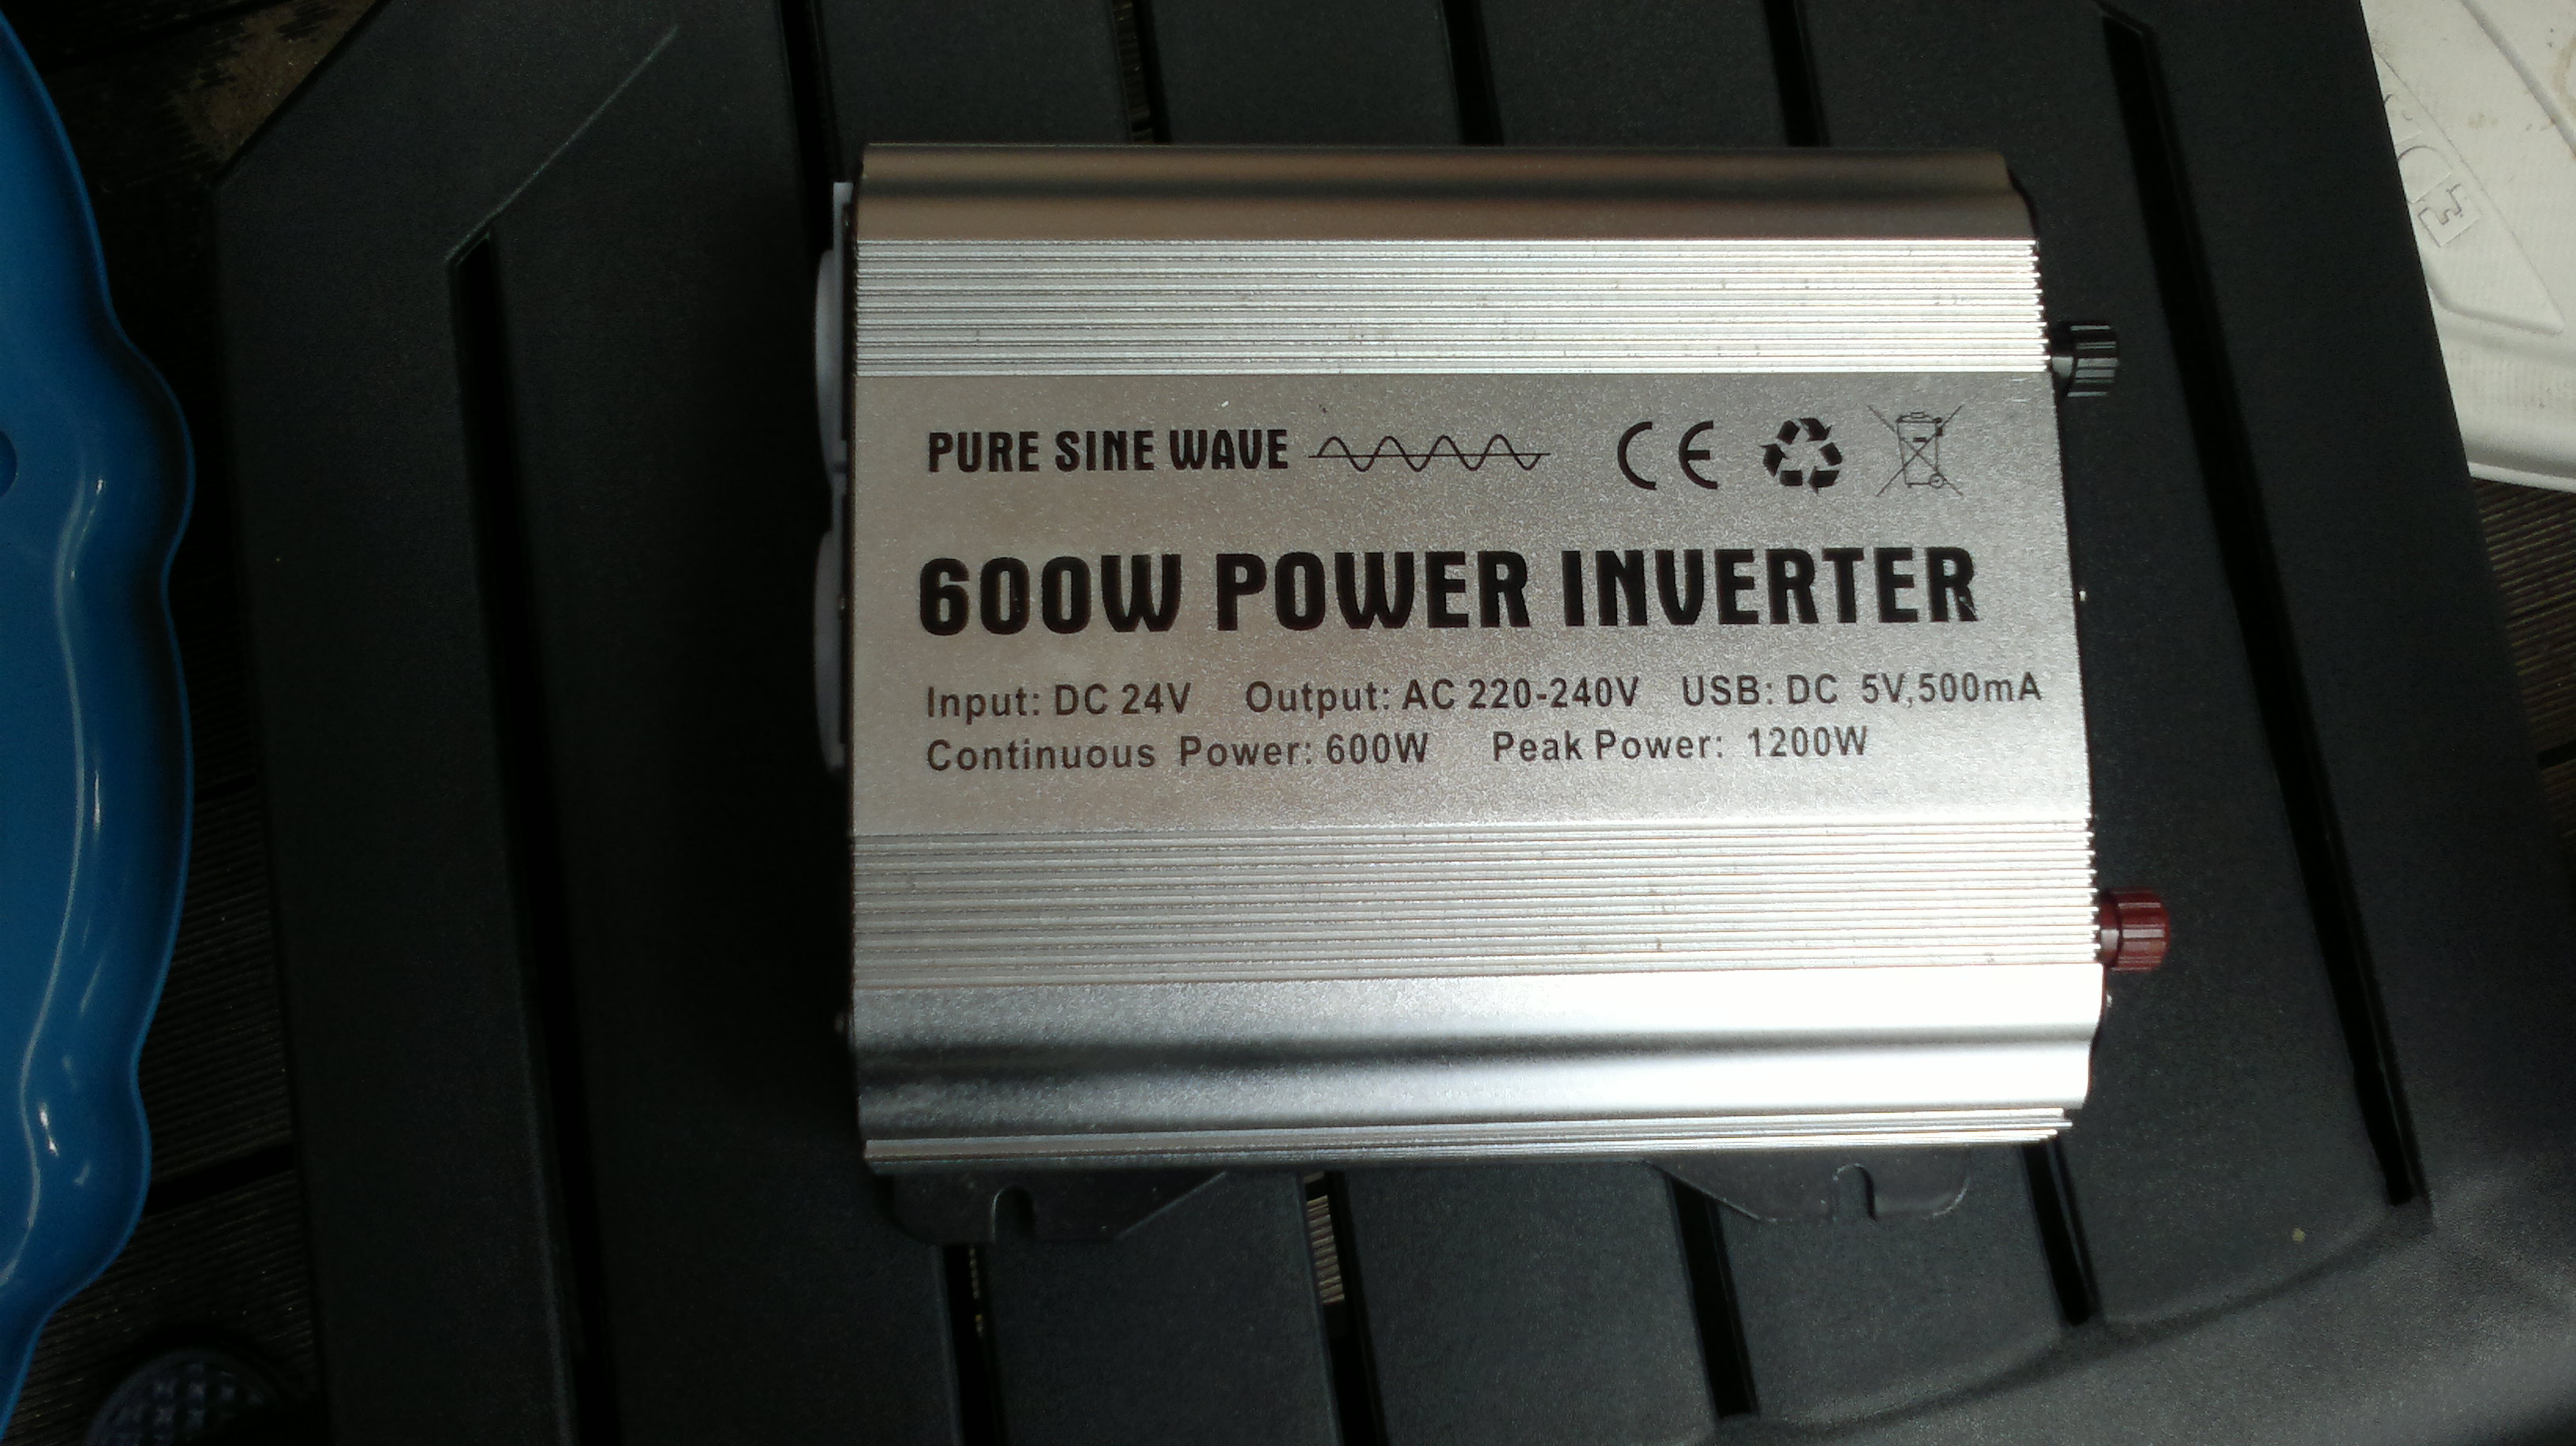 PURE SINE WAVE CE
600W POWER INVERTER
Input: DC 24V Output: AC 220-240V USB: DC 5V,500mA
Continuous Power: 600W Peak Power: 1200W